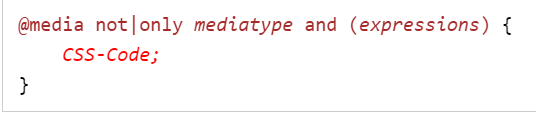 @media not|only mediatype and (expressions) {
    CSS-Code;
}